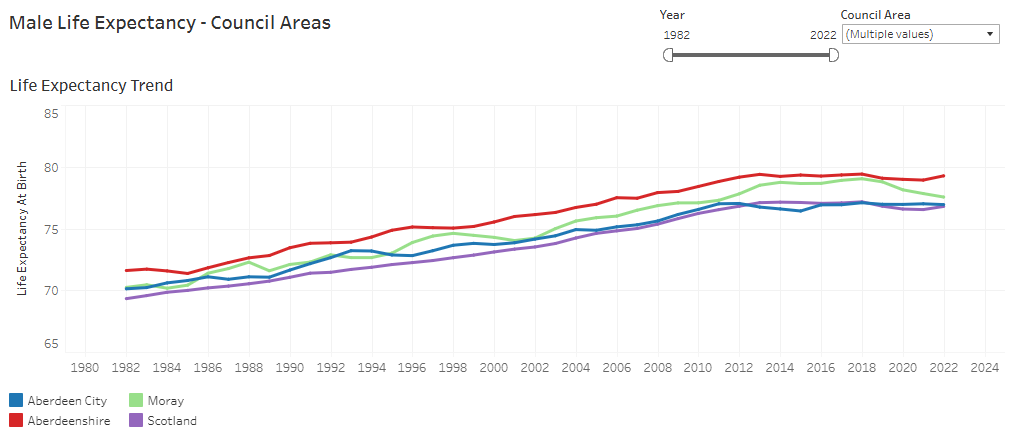 Male Life Expectancy - Council Areas
Year
1982 2022
Council Area
(Multiple values)
Life Expectancy Trend
Life Expectancy At Birth
85
80
75
70
65
1980 1982 1984 1986 1988 1990 1992 1994 1996 1998 2000 2002 2004 2006 2008 2010 2012 2014 2016 2018 2020 2022 2024
Aberdeen City Moray
Aberdeenshire Scotland